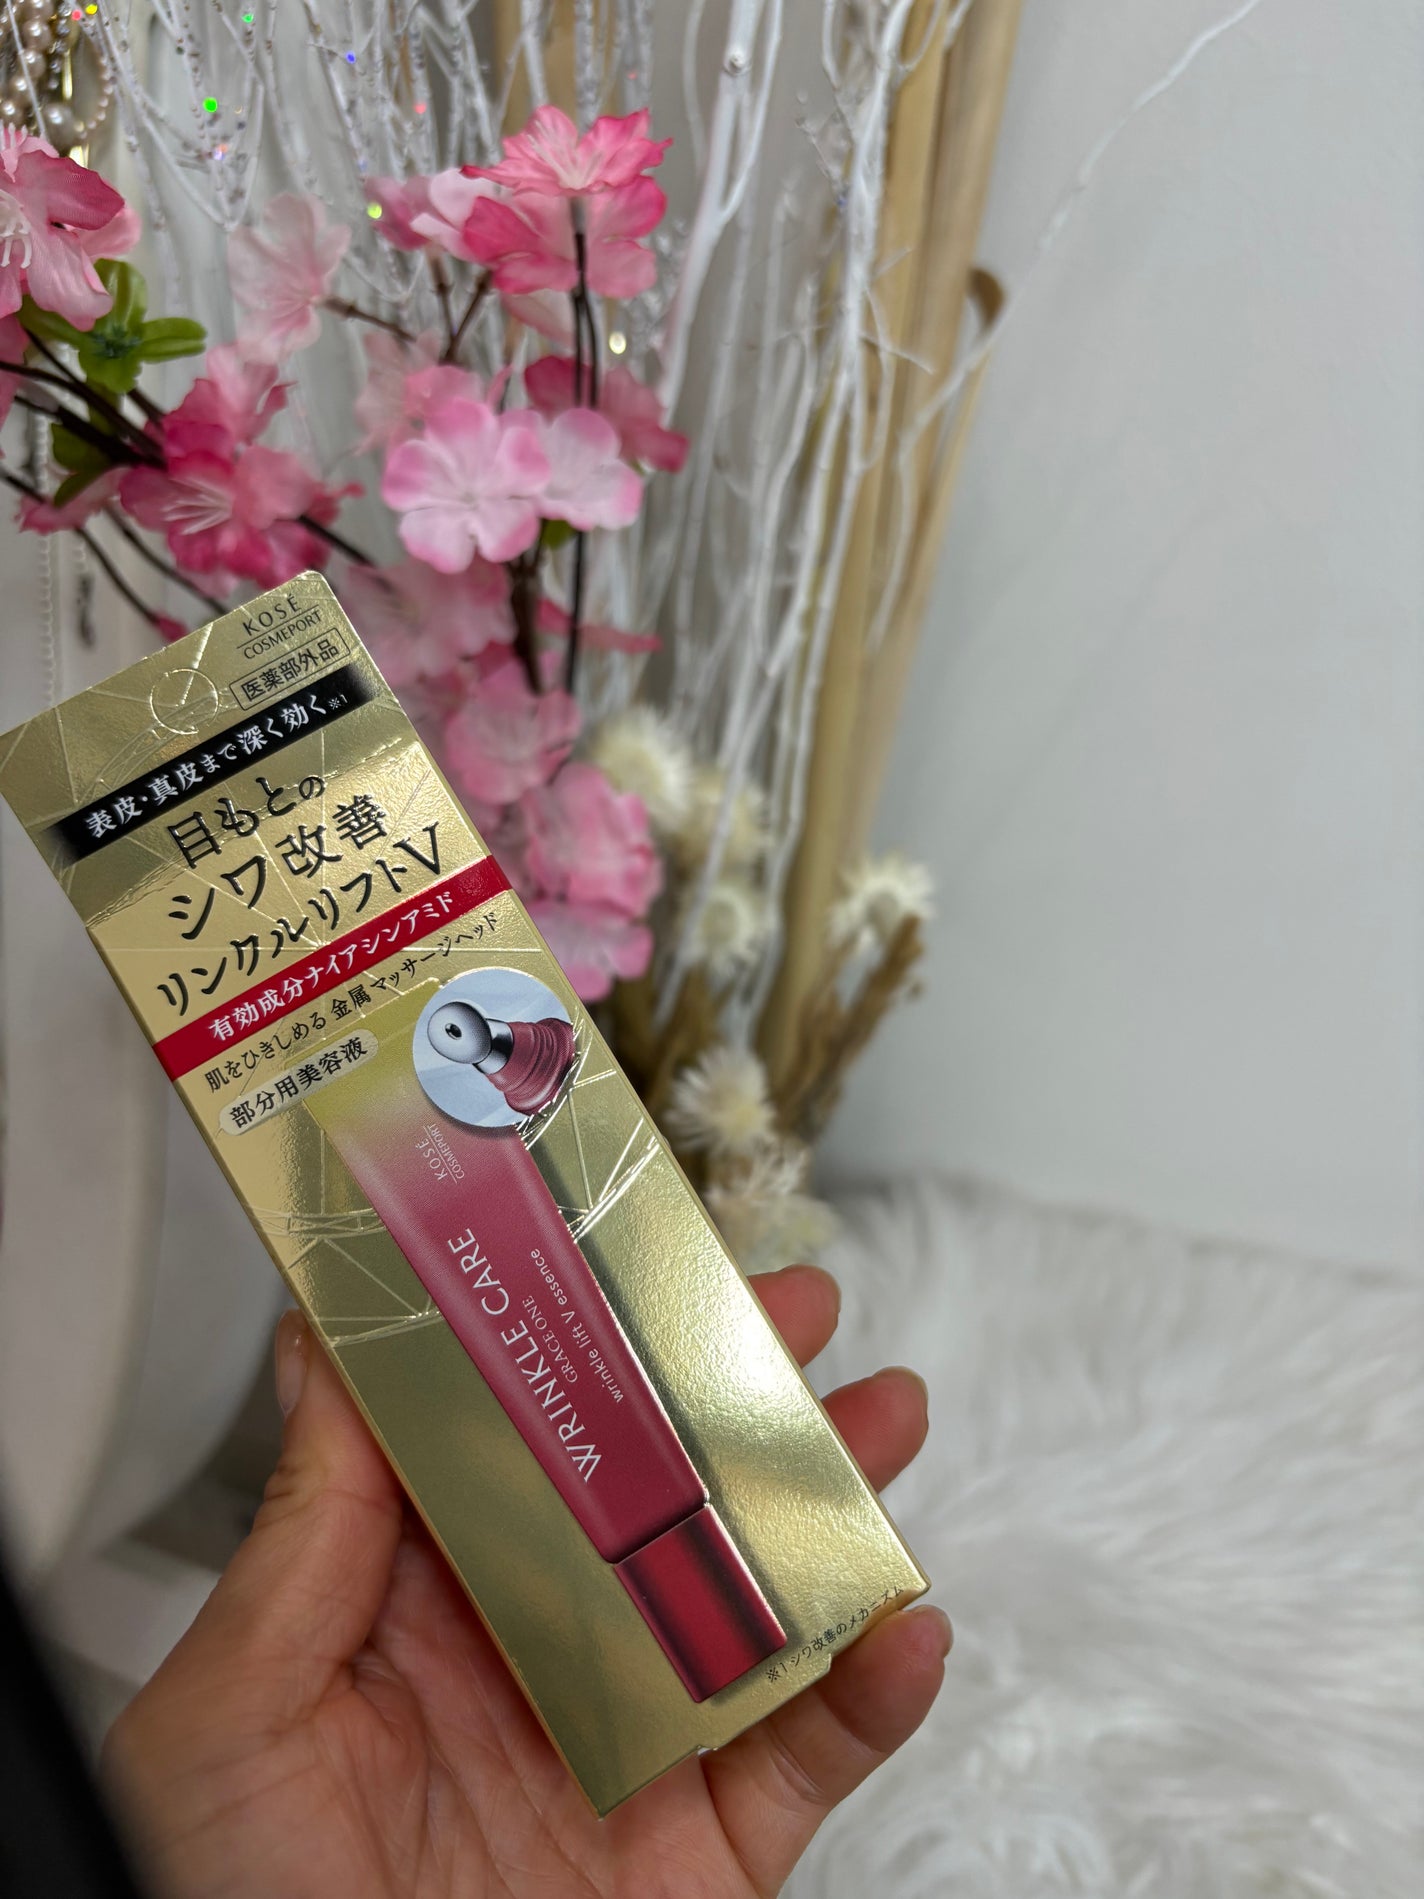 KOSÉ
COSMEPORT
医薬部外品
表皮・真皮まで深く効く※1
目もとの
シワ改善
リンクルリフトV
有効成分ナイアシンアミド
肌をひきしめる 金属マッサージヘッド
部分用美容液
KOSÉ
COSMEPORT
WRINKLE CARE
GRACE ONE
wrinkle lift V essence
※1 シワ改善のメカニズム